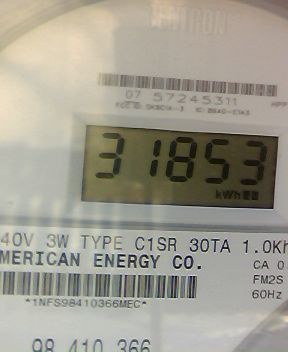 07 57245311
31853
kWh
40V 3W TYPE C1SR 30TA 1.0Kh
MERICAN ENERGY CO.
CA 0.
FM2S
60Hz
*1NFS98410366MEC*
98 410 366